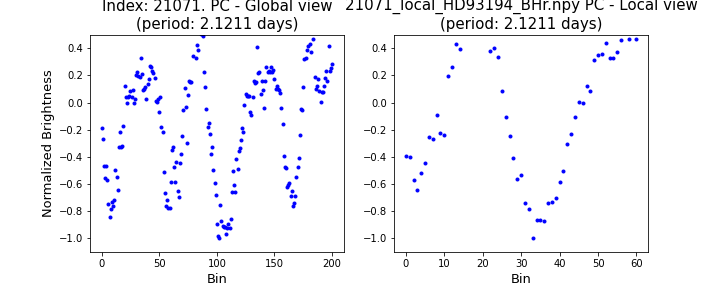 Index: 21071. PC - Global view
(period: 2.1211 days)
21071_local_HD93194_BHr.npy PC - Local view
(period: 2.1211 days)
Normalized Brightness
0.4
0.2
0.0
−0.2
−0.4
−0.6
−0.8
−1.0
0 50 100 150 200
Bin
0.4
0.2
0.0
−0.2
−0.4
−0.6
−0.8
−1.0
0 10 20 30 40 50 60
Bin